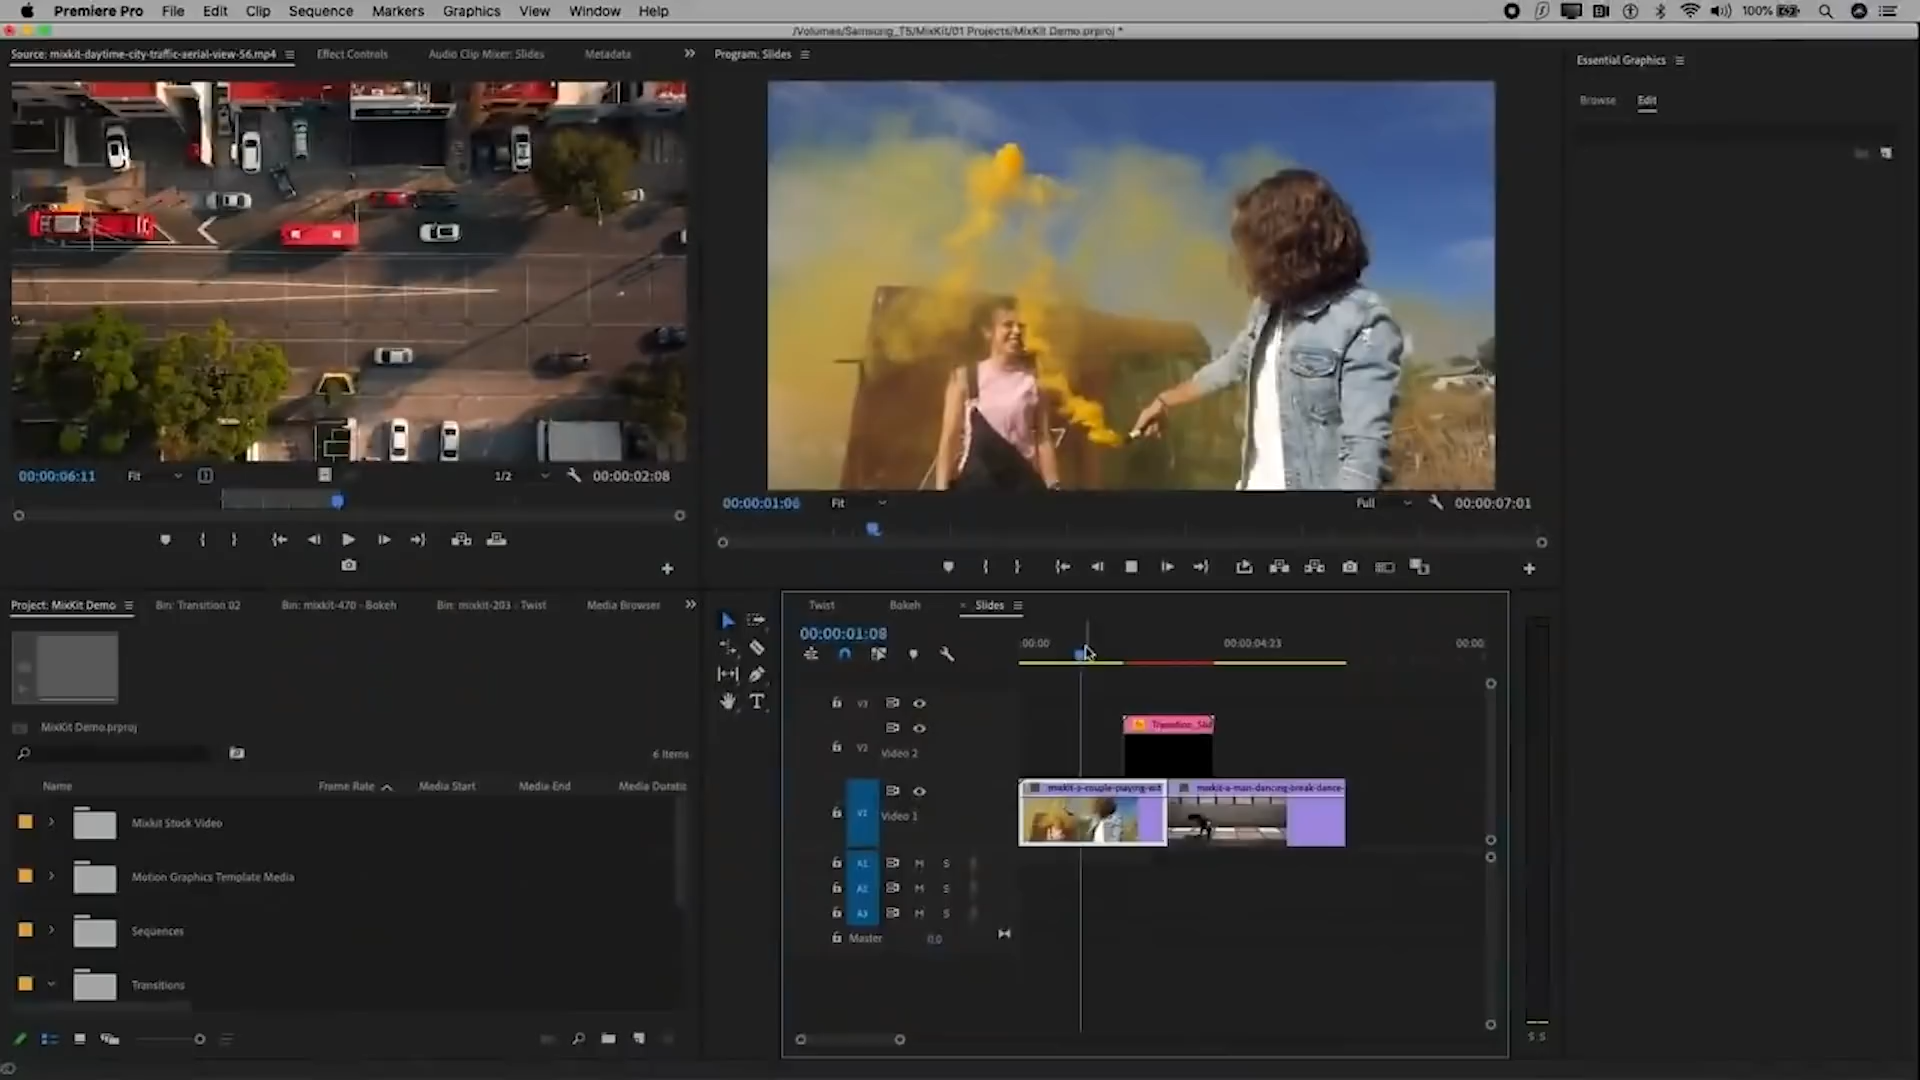 Premiere Pro File Edit Clip Sequence Markers Graphics View Window Help 100%
/Volumes/Samsung_T5/MixKit/01 Projects/MixKit Demo.prproj *
Source: mixkit-daytime-city-traffic-aerial-view-56.mp4 Effect Controls Audio Clip Mixer: Slides Metadata
Program: Slides
Essential Graphics
Browse Edit
00:00:06:11 Fit 1/2 00:00:02:08
00:00:01:06 Fit Full 00:00:07:01
Project: MixKit Demo Bin: Transition 02 Bin: mixkit-470 - Bokeh Bin: mixkit-203 - Twist Media Browser
Twist Bokeh × Slides
00:00:01:08
:00:00 00:00:04:23 00:00:
MixKit Demo.prproj
6 Items
Name Frame Rate Media Start Media End Media Duratic
Mixkit Stock Video
Motion Graphics Template Media
Sequences
Transitions
V3
V2 Video 2
Transition_Slid
V1 Video 1
mixkit-a-couple-playing-wit
mixkit-a-man-dancing-break-dance-
A1 M S
A2 M S
A3 M S
Master 0.0
S S